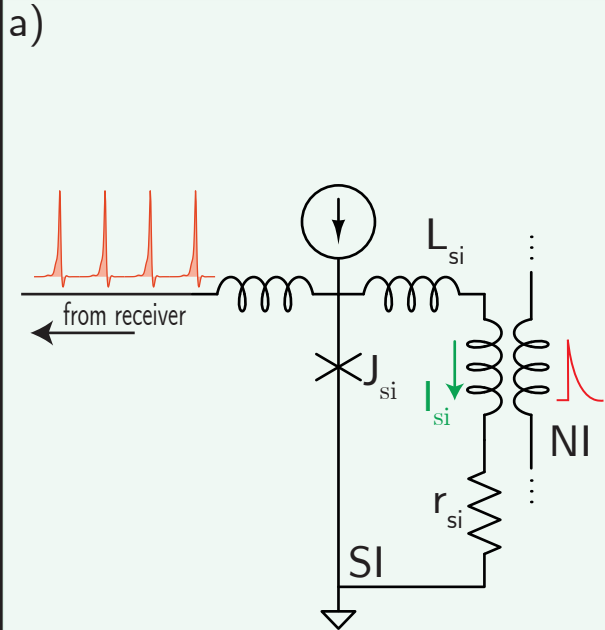 a)
L_si
from receiver
J_si
I_si
NI
r_si
SI